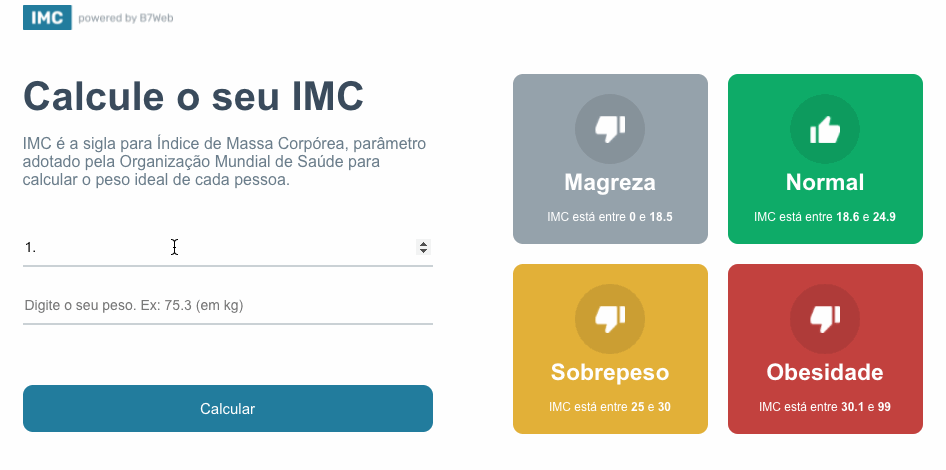 IMC powered by B7Web
Calcule o seu IMC
IMC é a sigla para Índice de Massa Corpórea, parâmetro
adotado pela Organização Mundial de Saúde para
calcular o peso ideal de cada pessoa.
1.
Digite o seu peso. Ex: 75.3 (em kg)
Calcular
Magreza
IMC está entre 0 e 18.5
Normal
IMC está entre 18.6 e 24.9
Sobrepeso
IMC está entre 25 e 30
Obesidade
IMC está entre 30.1 e 99